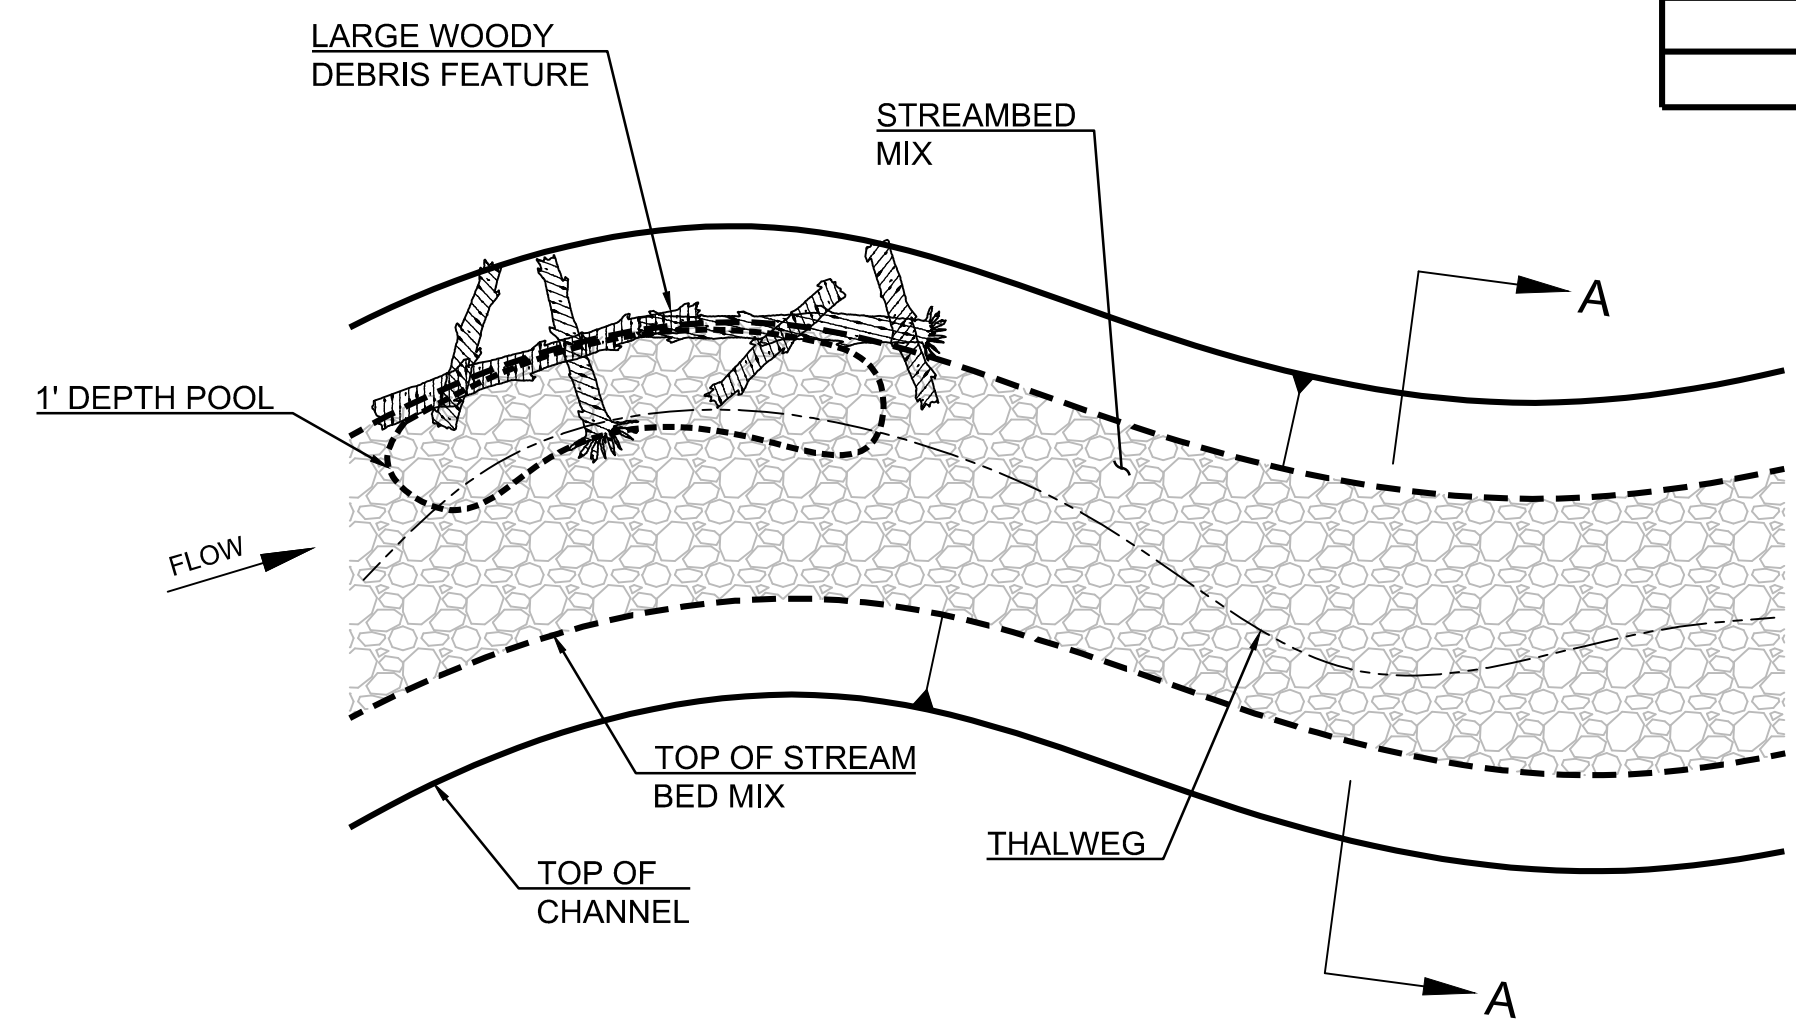 LARGE WOODY
DEBRIS FEATURE
STREAMBED
MIX
A
1' DEPTH POOL
FLOW
TOP OF STREAM
BED MIX
THALWEG
TOP OF
CHANNEL
A